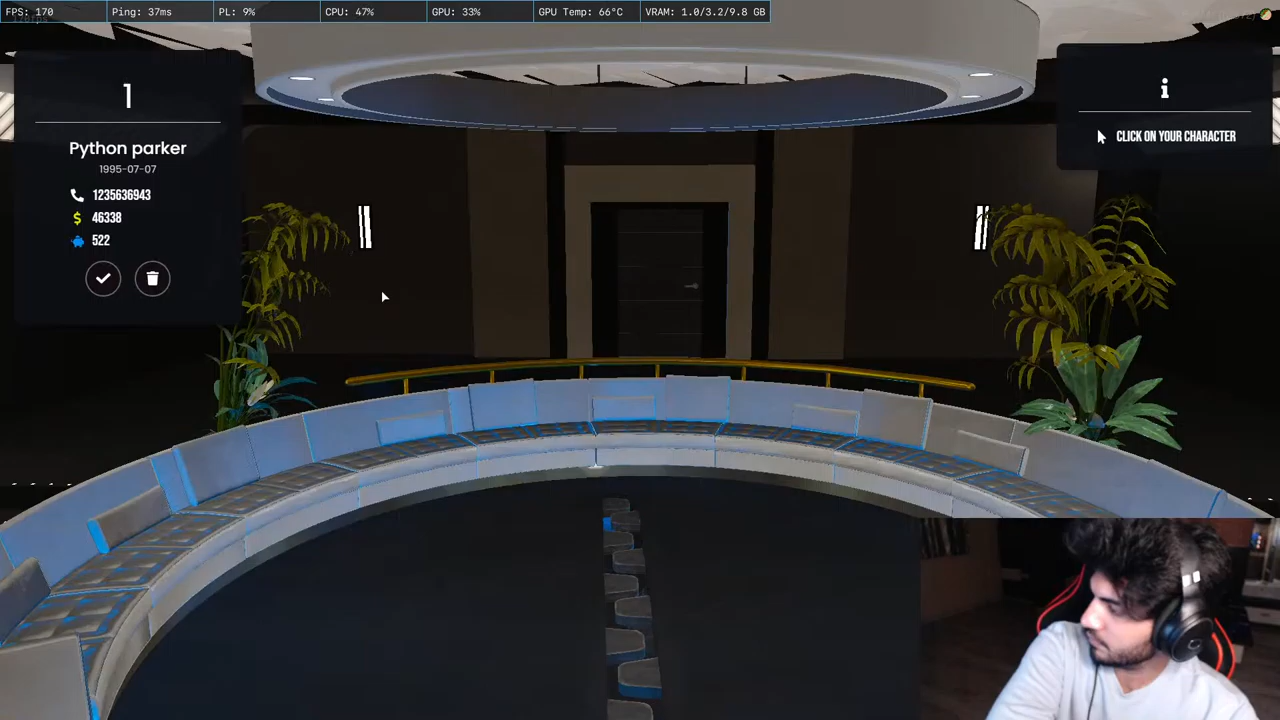 FPS: 170 Ping: 37ms PL: 9% CPU: 47% GPU: 33% GPU Temp: 66°C VRAM: 1.0/3.2/9.8 GB
1
Python parker
1995-07-07
1235636943
$ 46338
522
i
CLICK ON YOUR CHARACTER